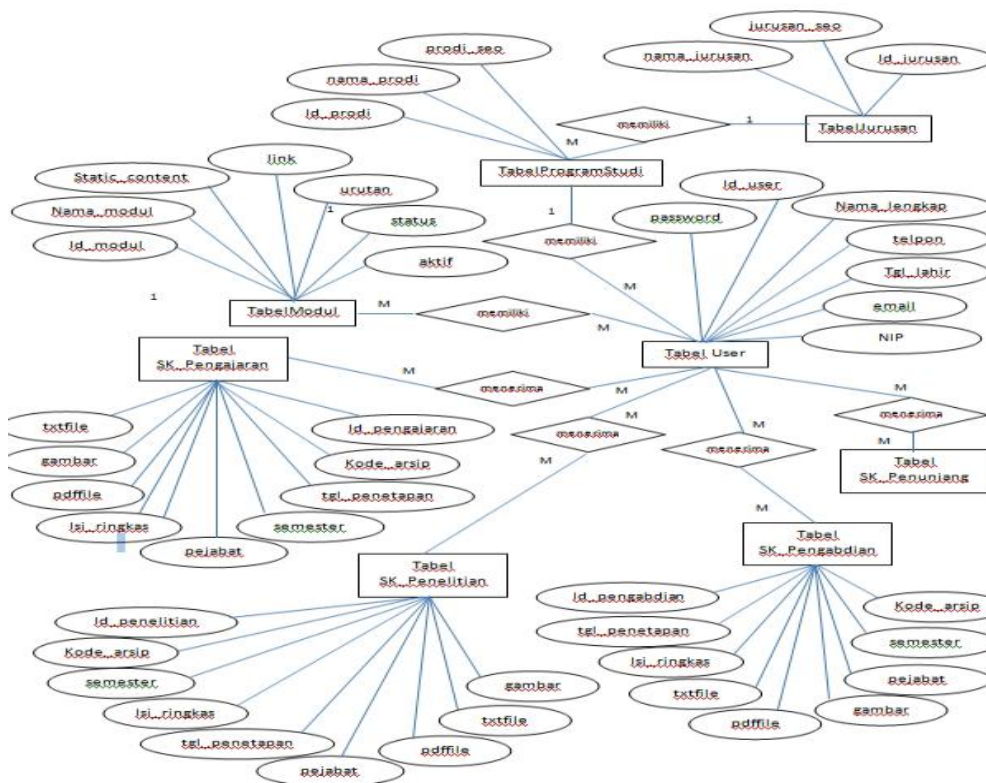 jurusan_seo
prodi_seo
nama_jurusan
Id_jurusan
nama_prodi
Id_prodi
memiliki
1
TabelJurusan
M
link
TabelProgramStudi
Static_content
urutan
Id_user
Nama_lengkap
1
1
password
Nama_modul
status
memiliki
telpon
Id_modul
aktif
Tgl_lahir
M
1
M
email
TabelModul
memiliki
M
NIP
Tabel
SK_Pengajaran
Tabel User
M
menerima
M
M
menerima
txtfile
Id_pengajaran
M
menerima
M
M
gambar
Kode_arsip
M
menerima
Tabel
SK_Penunjang
pdffile
tgl_penetapan
M
Isi_ringkas
semester
pejabat
Tabel
SK_Pengabdian
Tabel
SK_Penelitian
Id_pengabdian
Kode_arsip
Id_penelitian
tgl_penetapan
semester
Kode_arsip
Isi_ringkas
semester
gambar
pejabat
txtfile
Isi_ringkas
txtfile
gambar
pdffile
tgl_penetapan
pdffile
pejabat